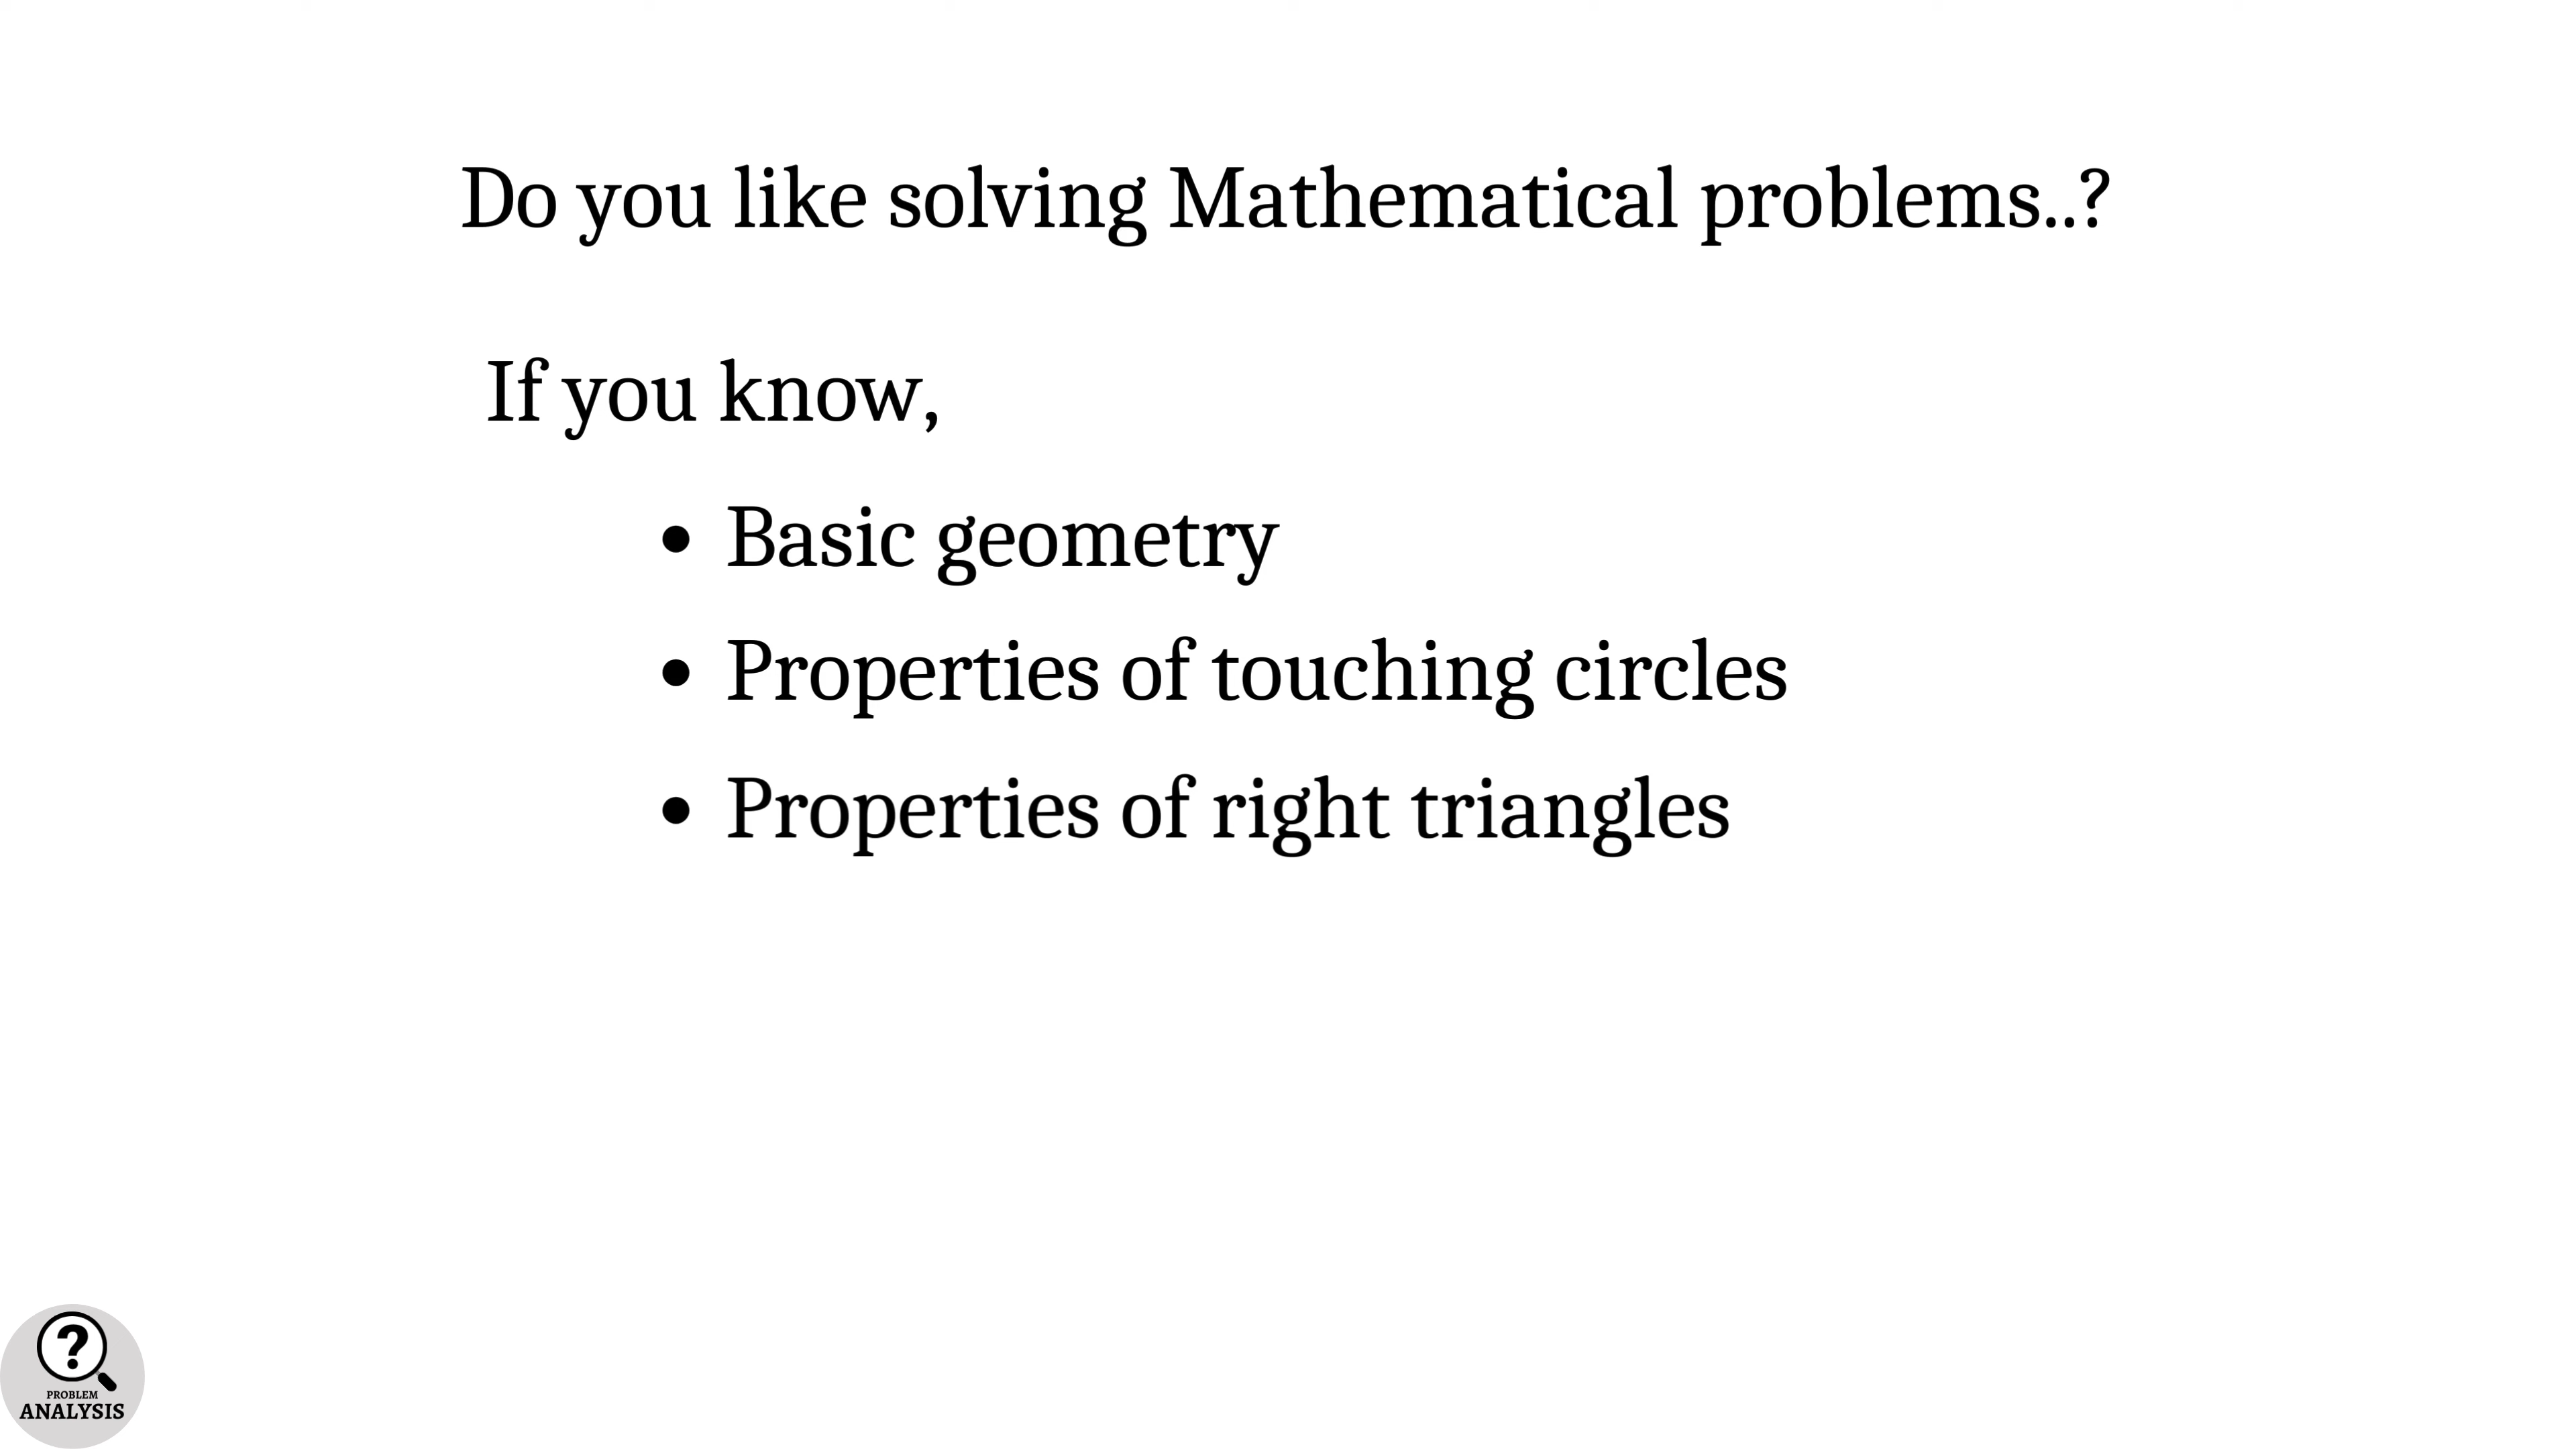 Do you like solving Mathematical problems..?
If you know,
• Basic geometry
• Properties of touching circles
• Properties of right triangles
?
PROBLEM
ANALYSIS